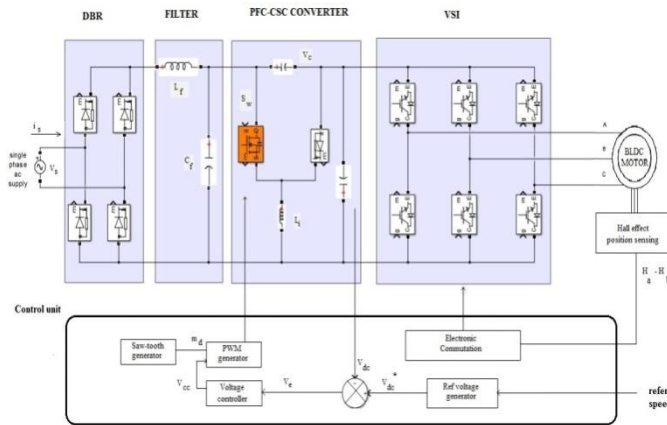 DBR
FILTER
PFC-CSC CONVERTER
VSI
L f
V c
S w
C f
L i
i s
single
phase
ac
supply
V s
A
B
C
BLDC
MOTOR
Hall effect
position sensing
H a - H
Control unit
Saw-tooth
generator
m d
PWM
generator
Electronic
Commutation
V cc
Voltage
controller
V e
V dc
V dc *
Ref voltage
generator
refer
spee